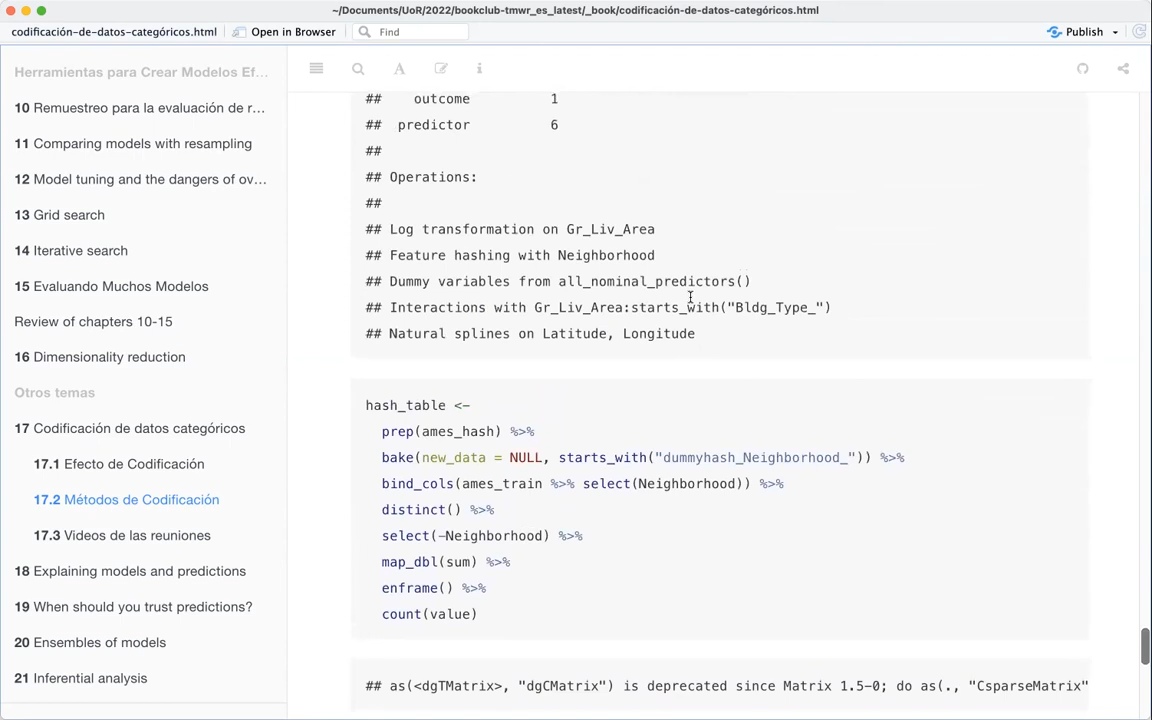 ~/Documents/UoR/2022/bookclub-tmwr_es_latest/_book/codificación-de-datos-categóricos.html
codificación-de-datos-categóricos.html
Open in Browser
Find
Publish
Herramientas para Crear Modelos Ef...
10 Remuestreo para la evaluación de r...
11 Comparing models with resampling
12 Model tuning and the dangers of ov...
13 Grid search
14 Iterative search
15 Evaluando Muchos Modelos
Review of chapters 10-15
16 Dimensionality reduction
Otros temas
17 Codificación de datos categóricos
17.1 Efecto de Codificación
17.2 Métodos de Codificación
17.3 Videos de las reuniones
18 Explaining models and predictions
19 When should you trust predictions?
20 Ensembles of models
21 Inferential analysis
## outcome 1
## predictor 6
##
## Operations:
##
## Log transformation on Gr_Liv_Area
## Feature hashing with Neighborhood
## Dummy variables from all_nominal_predictors()
## Interactions with Gr_Liv_Area:starts_with("Bldg_Type_")
## Natural splines on Latitude, Longitude
hash_table <-
prep(ames_hash) %>%
bake(new_data = NULL, starts_with("dummyhash_Neighborhood_")) %>%
bind_cols(ames_train %>% select(Neighborhood)) %>%
distinct() %>%
select(-Neighborhood) %>%
map_dbl(sum) %>%
enframe() %>%
count(value)
## as(<dgTMatrix>, "dgCMatrix") is deprecated since Matrix 1.5-0; do as(., "CsparseMatrix"